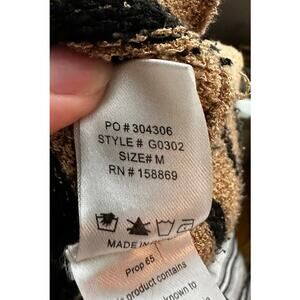 PO # 304306
STYLE # G0302
SIZE# M
RN # 158869
MADE IN
Prop 65
product contains
known to